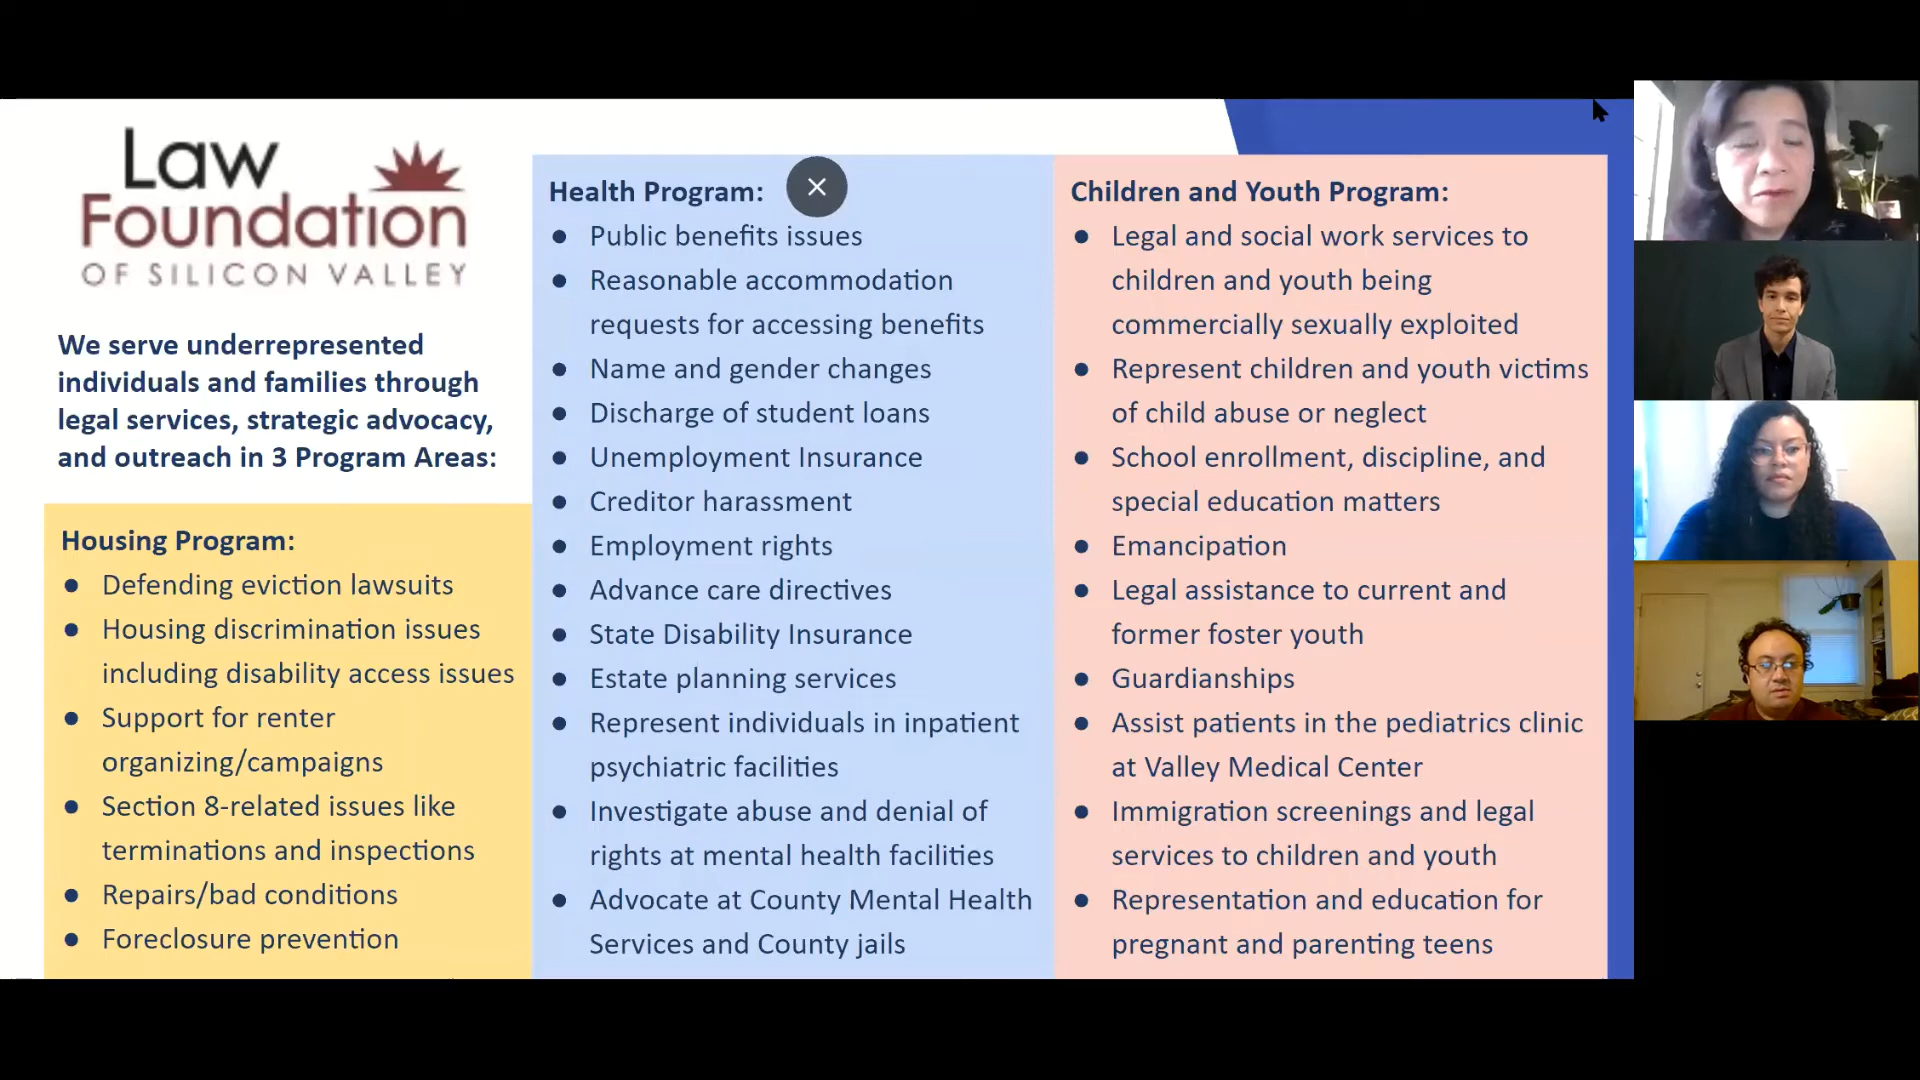 Law
Foundation
OF SILICON VALLEY
We serve underrepresented
individuals and families through
legal services, strategic advocacy,
and outreach in 3 Program Areas:
Housing Program:
● Defending eviction lawsuits
● Housing discrimination issues
including disability access issues
● Support for renter
organizing/campaigns
● Section 8-related issues like
terminations and inspections
● Repairs/bad conditions
● Foreclosure prevention
Health Program:
● Public benefits issues
● Reasonable accommodation
requests for accessing benefits
● Name and gender changes
● Discharge of student loans
● Unemployment Insurance
● Creditor harassment
● Employment rights
● Advance care directives
● State Disability Insurance
● Estate planning services
● Represent individuals in inpatient
psychiatric facilities
● Investigate abuse and denial of
rights at mental health facilities
● Advocate at County Mental Health
Services and County jails
Children and Youth Program:
● Legal and social work services to
children and youth being
commercially sexually exploited
● Represent children and youth victims
of child abuse or neglect
● School enrollment, discipline, and
special education matters
● Emancipation
● Legal assistance to current and
former foster youth
● Guardianships
● Assist patients in the pediatrics clinic
at Valley Medical Center
● Immigration screenings and legal
services to children and youth
● Representation and education for
pregnant and parenting teens